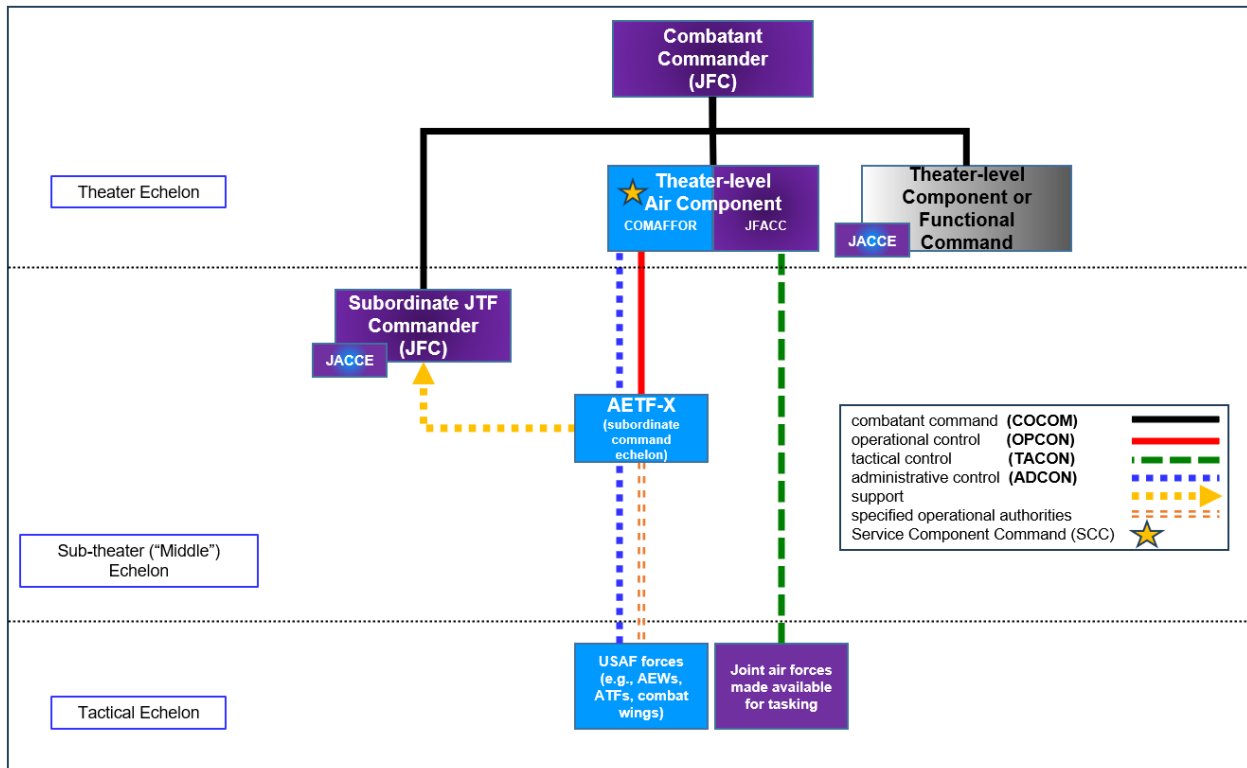 Combatant
Commander
(JFC)
Theater Echelon
Theater-level
Air Component
COMAFFOR
JFACC
Theater-level
Component or
Functional
Command
JACCE
Subordinate JTF
Commander
(JFC)
JACCE
AETF-X
(subordinate
command
echelon)
combatant command (COCOM)
operational control (OPCON)
tactical control (TACON)
administrative control (ADCON)
support
specified operational authorities
Service Component Command (SCC)
Sub-theater (“Middle”)
Echelon
USAF forces
(e.g., AEWs,
ATFs, combat
wings)
Joint air forces
made available
for tasking
Tactical Echelon